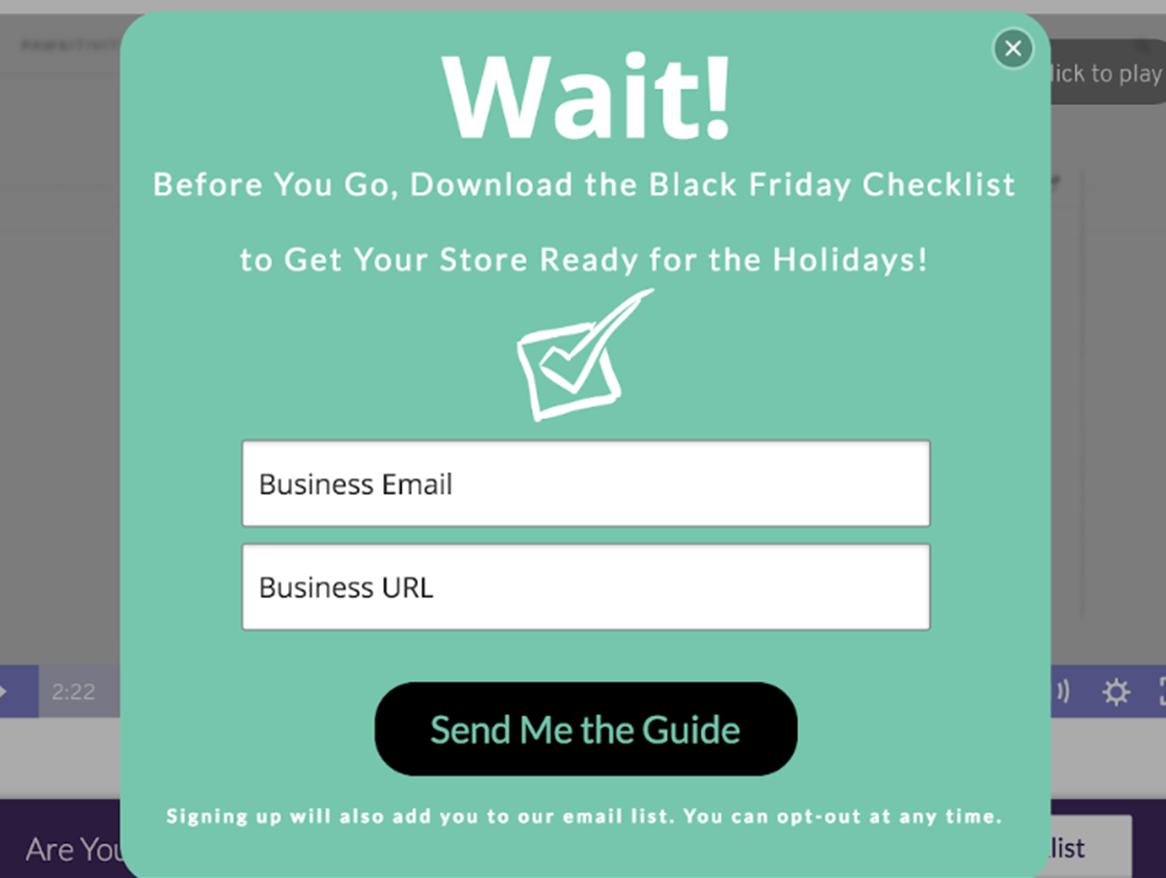 Wait!
lick to play
Before You Go, Download the Black Friday Checklist
to Get Your Store Ready for the Holidays!
Business Email
Business URL
2:22
Send Me the Guide
Signing up will also add you to our email list. You can opt-out at any time.
Are You
list